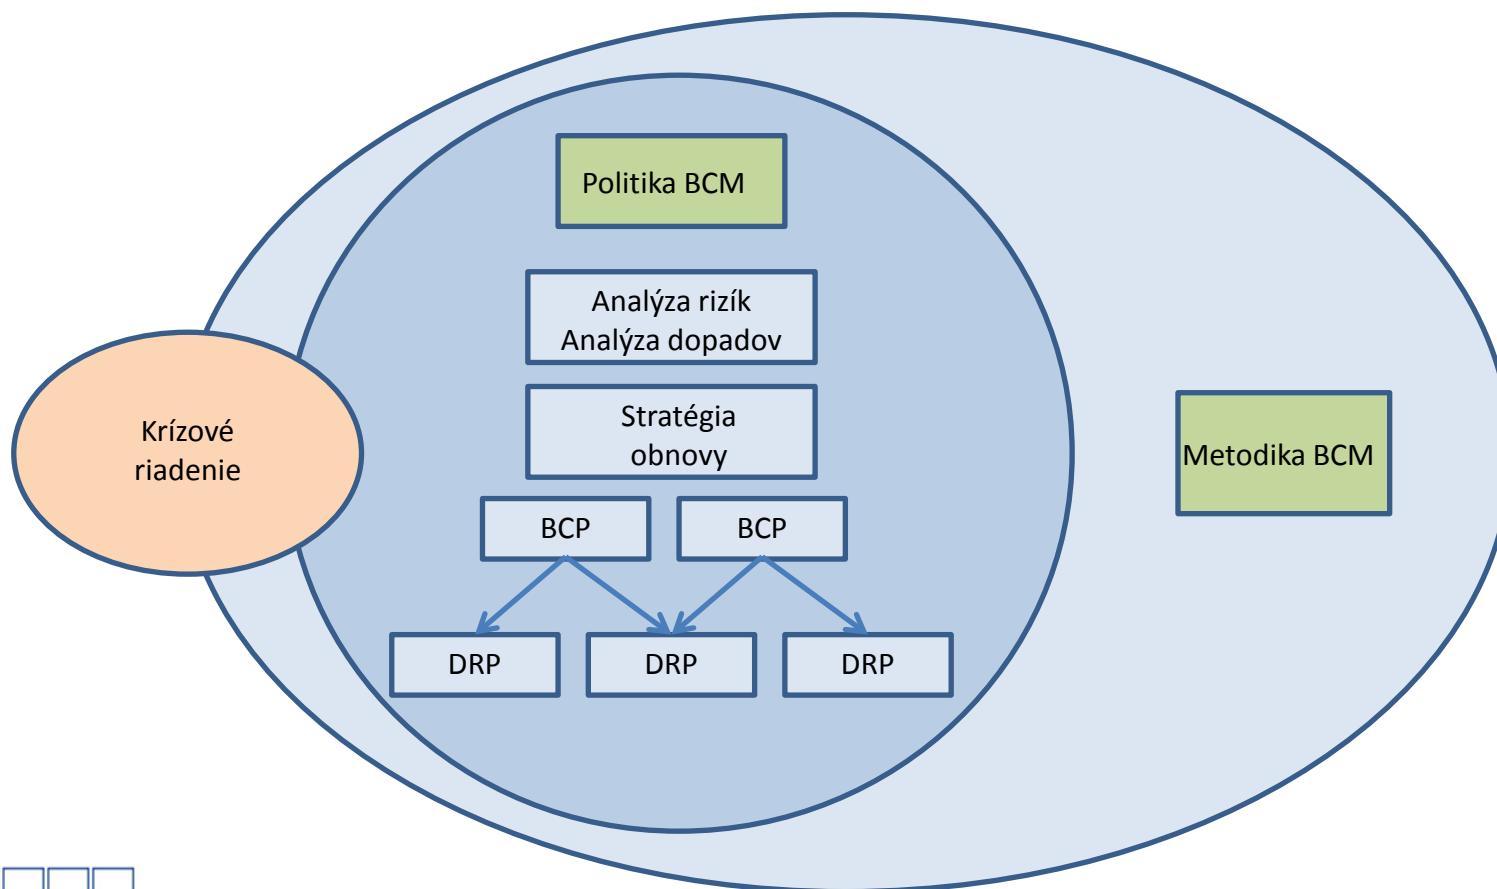 Politika BCM
Analýza rizík
Analýza dopadov
Stratégia
obnovy
Krízové
riadenie
Metodika BCM
BCP
BCP
DRP
DRP
DRP